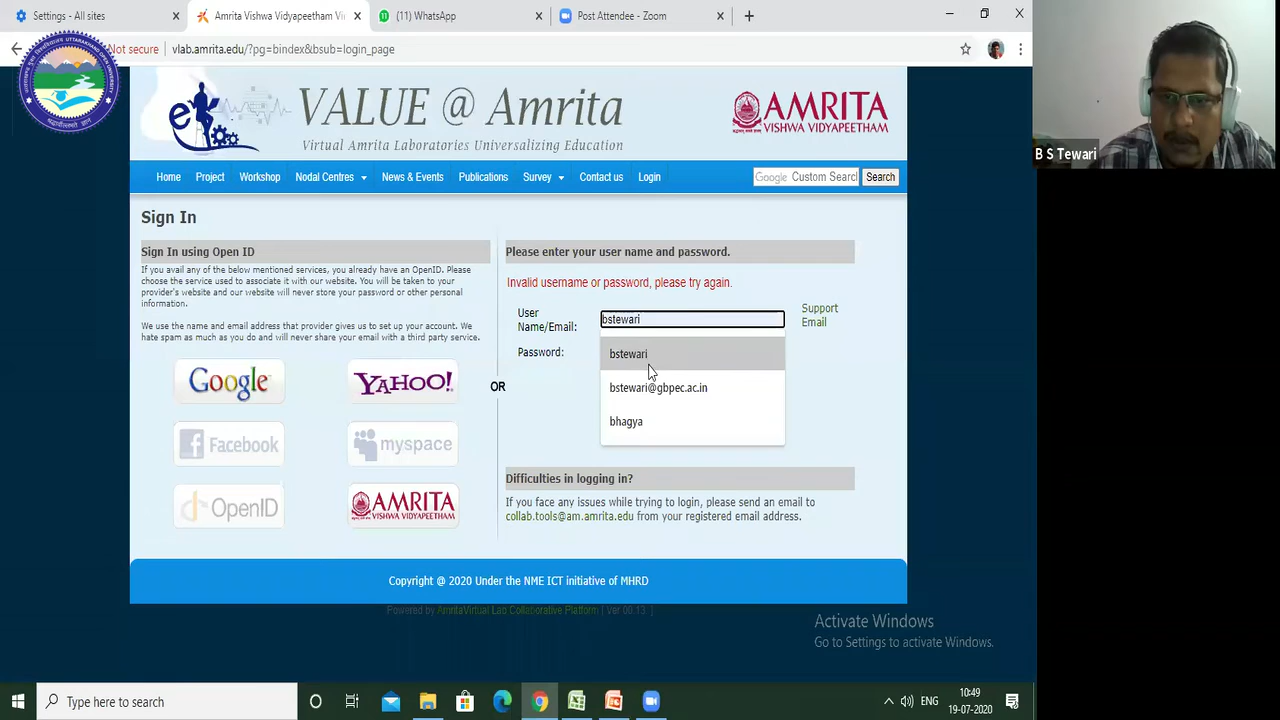 Settings - All sites
Amrita Vishwa Vidyapeetham Vi
(11) WhatsApp
Post Attendee - Zoom
Not secure
vlab.amrita.edu/?pg=bindex&bsub=login_page
VALUE @ Amrita
Virtual Amrita Laboratories Universalizing Education
AMRITA
VISHWA VIDYAPEETHAM
B S Tewari
Home Project Workshop Nodal Centres News & Events Publications Survey Contact us Login
Google Custom Search
Search
Sign In
Sign In using Open ID
If you avail any of the below mentioned services, you already have an OpenID. Please
choose the service used to associate it with our website. You will be taken to your
provider's website and our website will never store your password or other personal
information.
We use the name and email address that provider gives us to set up your account. We
hate spam as much as you do and will never share your email with a third party service.
Google
YAHOO!
Facebook
myspace
OpenID
AMRITA
VISHWA VIDYAPEETHAM
OR
Please enter your user name and password.
Invalid username or password, please try again.
User
Name/Email:
bstewari
Support
Email
Password:
bstewari
bstewari@gbpec.ac.in
bhagya
Difficulties in logging in?
If you face any issues while trying to login, please send an email to
collab.tools@am.amrita.edu from your registered email address.
Copyright @ 2020 Under the NME ICT initiative of MHRD
Powered by AmritaVirtual Lab Collaborative Platform | Ver 00.13 |
Activate Windows
Go to Settings to activate Windows.
Type here to search
ENG
10:49
19-07-2020